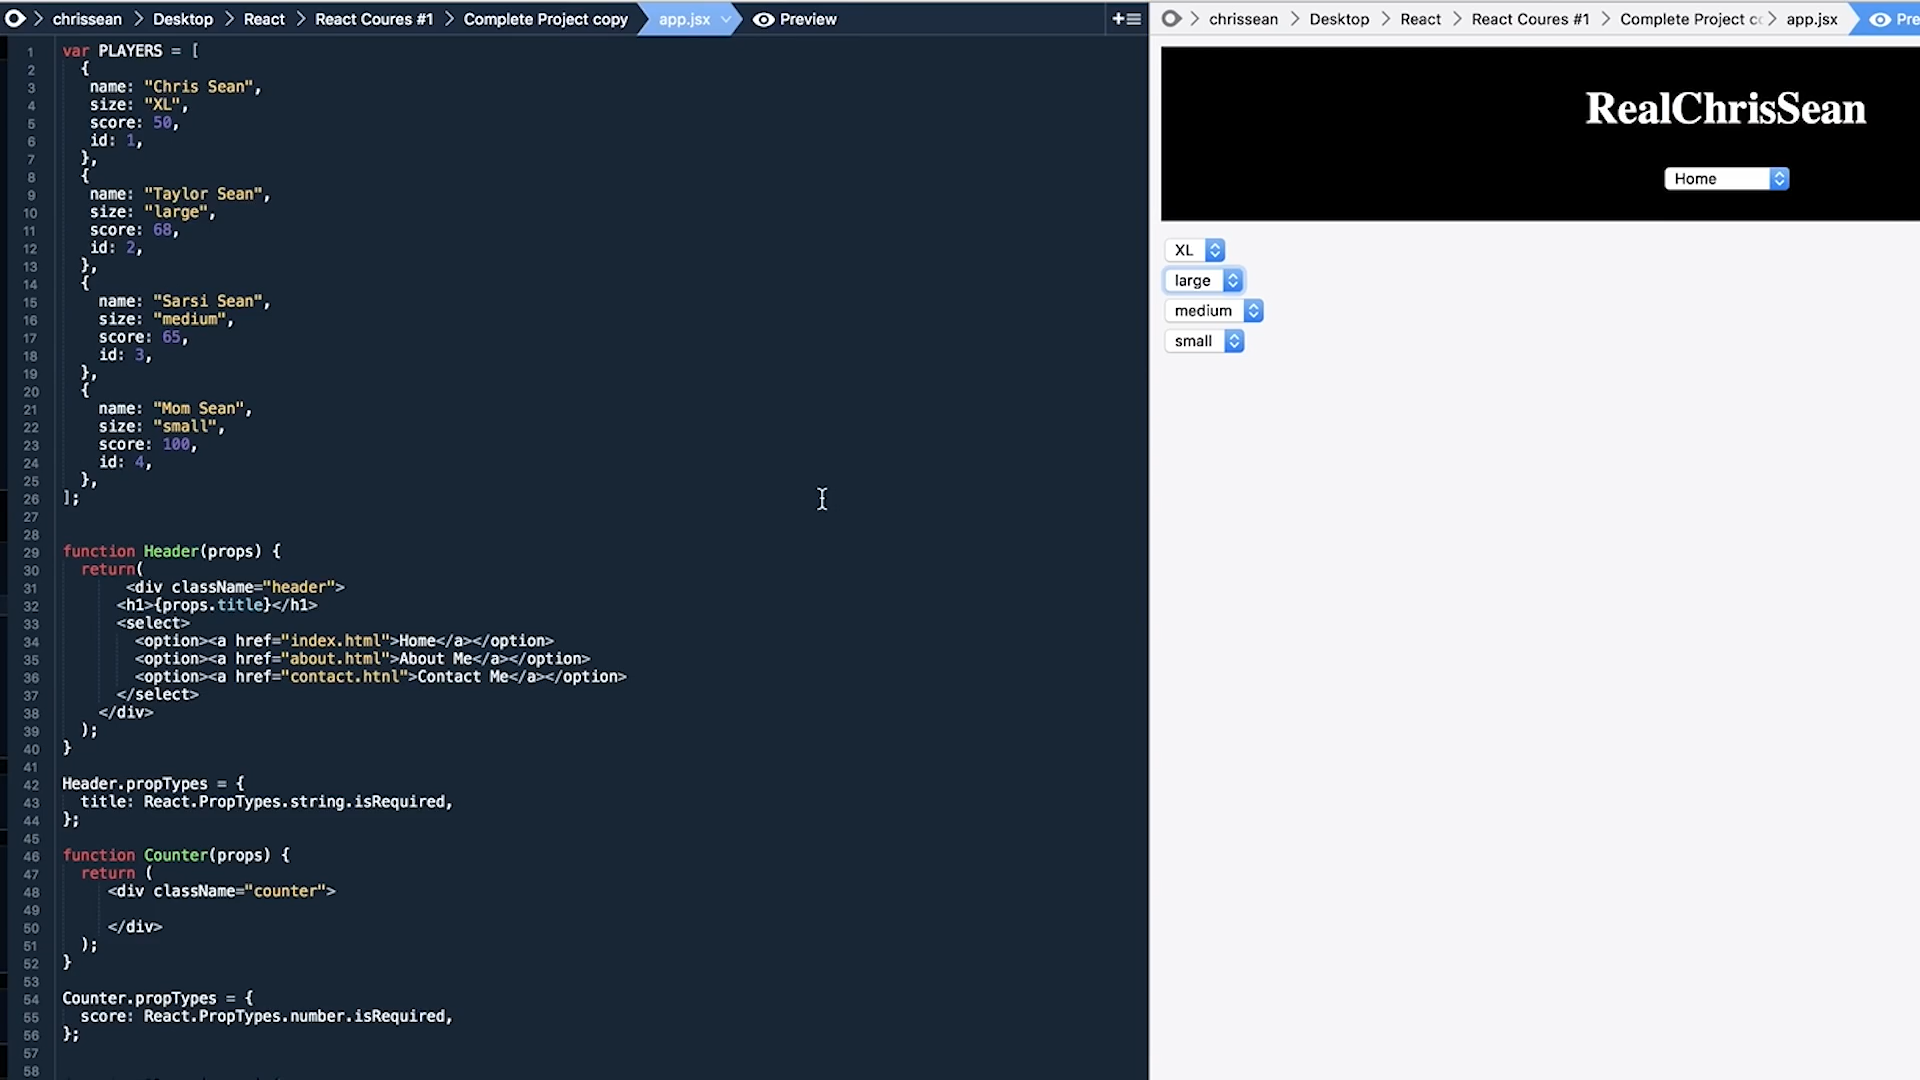 chrissean Desktop React React Coures #1 Complete Project copy app.jsx Preview
1 var PLAYERS = [
2 {
3 name: "Chris Sean",
4 size: "XL",
5 score: 50,
6 id: 1,
7 },
8 {
9 name: "Taylor Sean",
10 size: "large",
11 score: 68,
12 id: 2,
13 },
14 {
15 name: "Sarsi Sean",
16 size: "medium",
17 score: 65,
18 id: 3,
19 },
20 {
21 name: "Mom Sean",
22 size: "small",
23 score: 100,
24 id: 4,
25 },
26 ];
27
28
29 function Header(props) {
30 return(
31 <div className="header">
32 <h1>{props.title}</h1>
33 <select>
34 <option><a href="index.html">Home</a></option>
35 <option><a href="about.html">About Me</a></option>
36 <option><a href="contact.htnl">Contact Me</a></option>
37 </select>
38 </div>
39 );
40 }
41
42 Header.propTypes = {
43 title: React.PropTypes.string.isRequired,
44 };
45
46 function Counter(props) {
47 return (
48 <div className="counter">
49
50 </div>
51 );
52 }
53
54 Counter.propTypes = {
55 score: React.PropTypes.number.isRequired,
56 };
57
58
chrissean Desktop React React Coures #1 Complete Project app.jsx Pre
RealChrisSean
Home
XL
large
medium
small